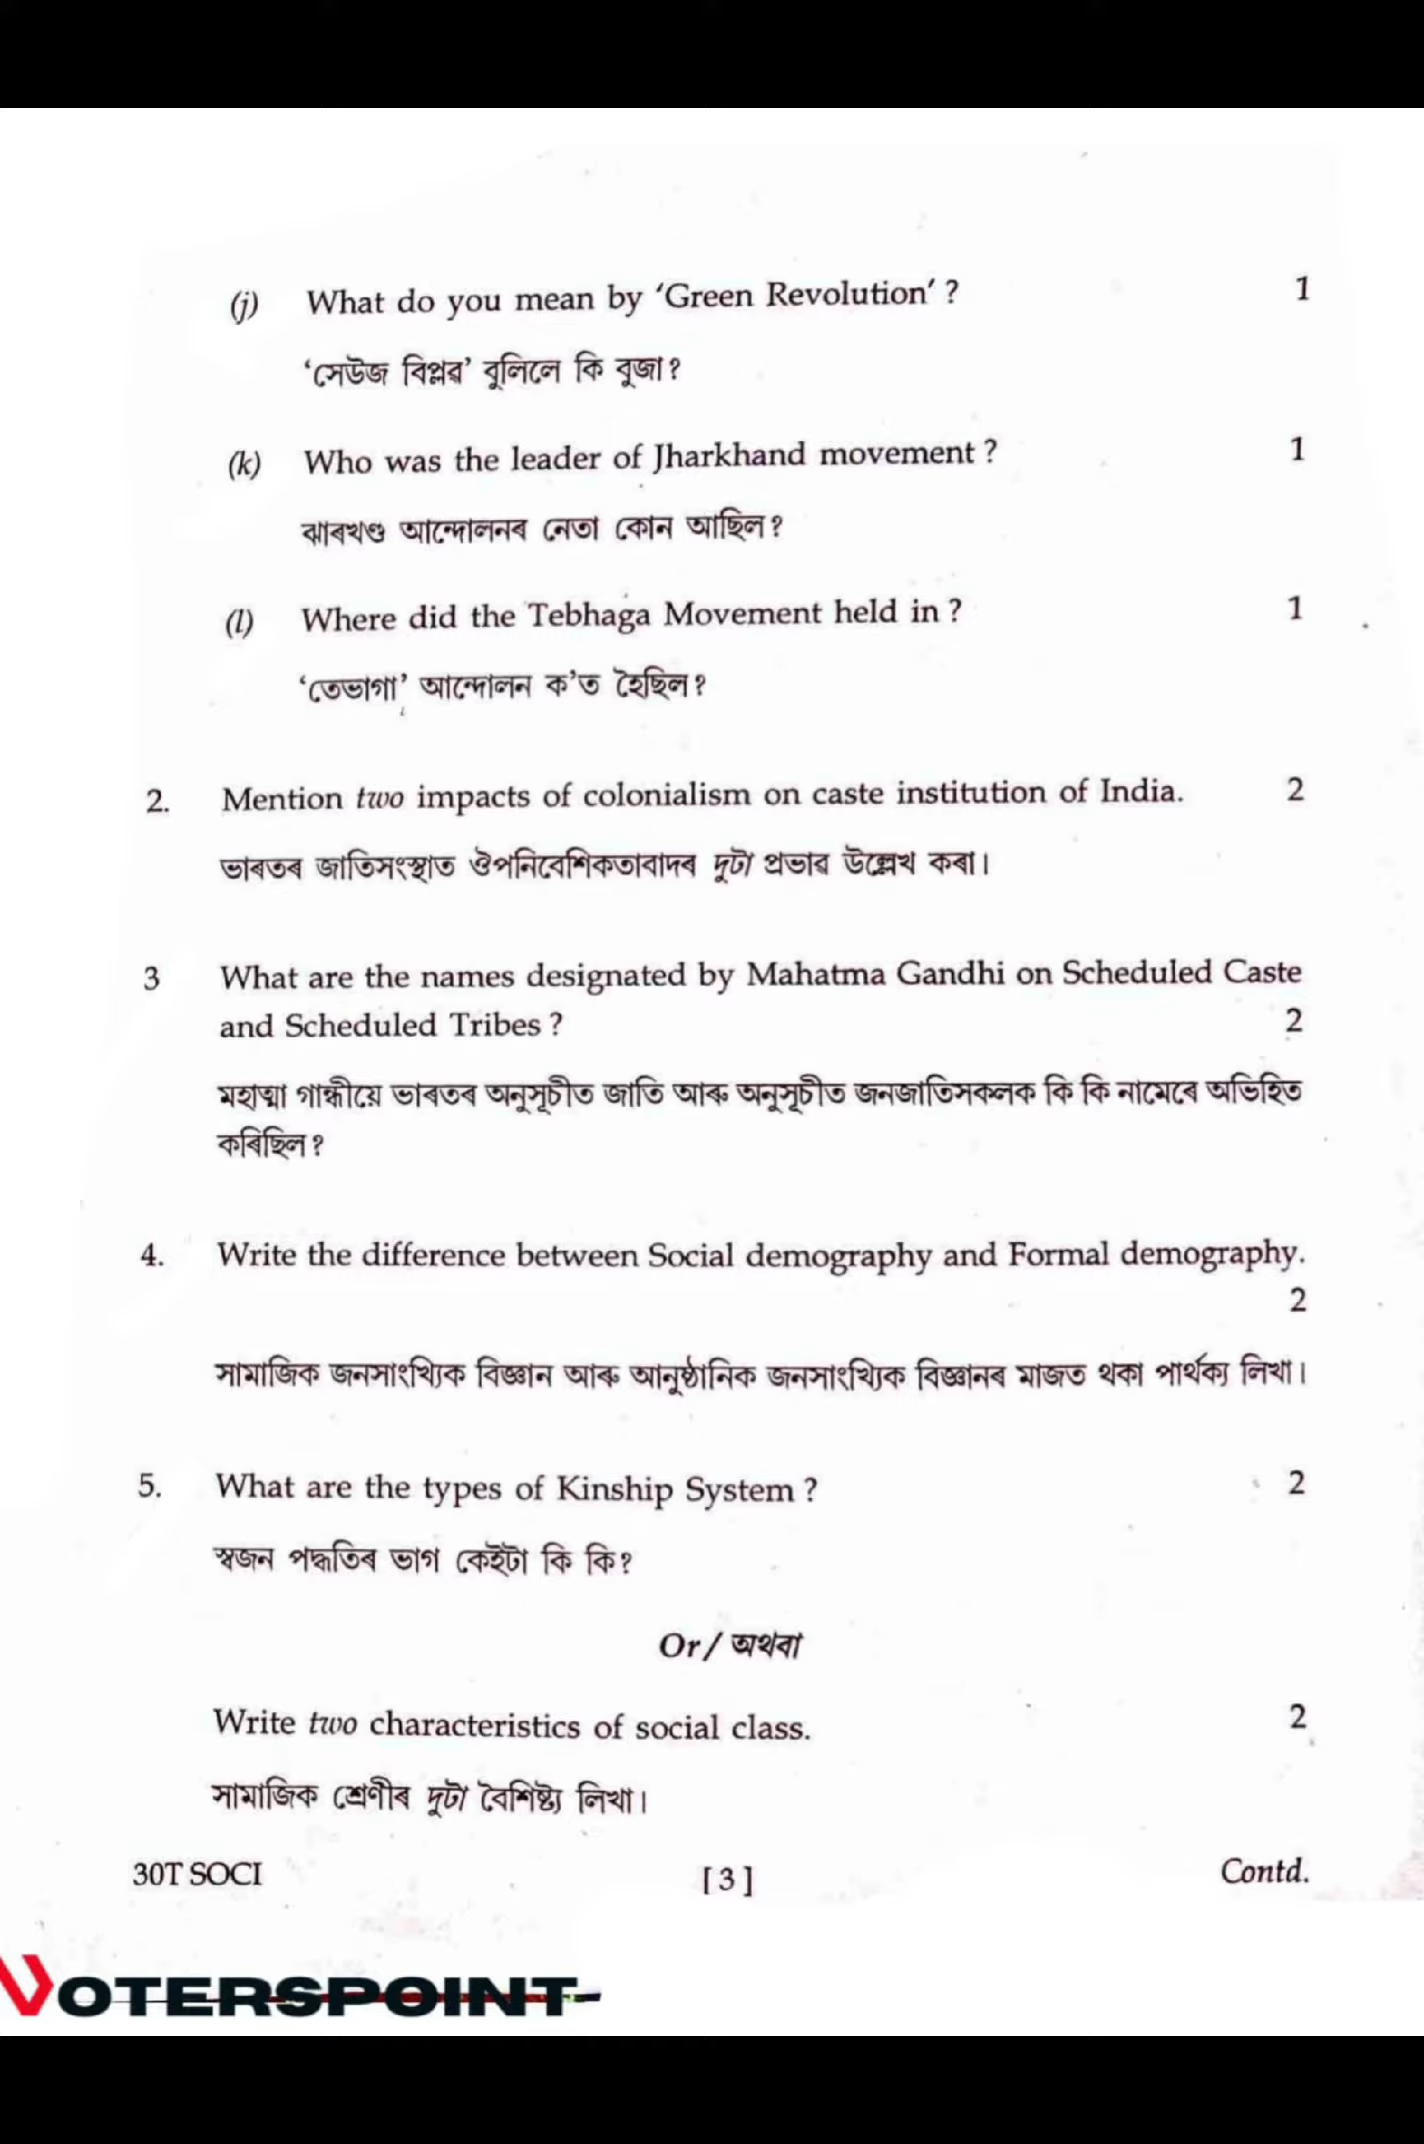 (j) What do you mean by ‘Green Revolution’ ? 1
‘সেউজ বিপ্লৱ’ বুলিলে কি বুজা?
(k) Who was the leader of Jharkhand movement ? 1
ঝাৰখণ্ড আন্দোলনৰ নেতা কোন আছিল?
(l) Where did the Tebhaga Movement held in ? 1
‘তেভাগা’ আন্দোলন ক’ত হৈছিল?
2. Mention two impacts of colonialism on caste institution of India. 2
ভাৰতৰ জাতিসংস্থাত ঔপনিবেশিকতাবাদৰ দুটা প্ৰভাৱ উল্লেখ কৰা।
3 What are the names designated by Mahatma Gandhi on Scheduled Caste
and Scheduled Tribes ? 2
মহাত্মা গান্ধীয়ে ভাৰতৰ অনুসূচীত জাতি আৰু অনুসূচীত জনজাতিসকলক কি কি নামেৰে অভিহিত
কৰিছিল?
4. Write the difference between Social demography and Formal demography.
2
সামাজিক জনসাংখ্যিক বিজ্ঞান আৰু আনুষ্ঠানিক জনসাংখ্যিক বিজ্ঞানৰ মাজত থকা পাৰ্থক্য লিখা।
5. What are the types of Kinship System ? 2
স্বজন পদ্ধতিৰ ভাগ কেইটা কি কি?
Or / অথবা
Write two characteristics of social class. 2
সামাজিক শ্ৰেণীৰ দুটা বৈশিষ্ট্য লিখা।
30T SOCI [ 3 ] Contd.
VOTERSPOINT